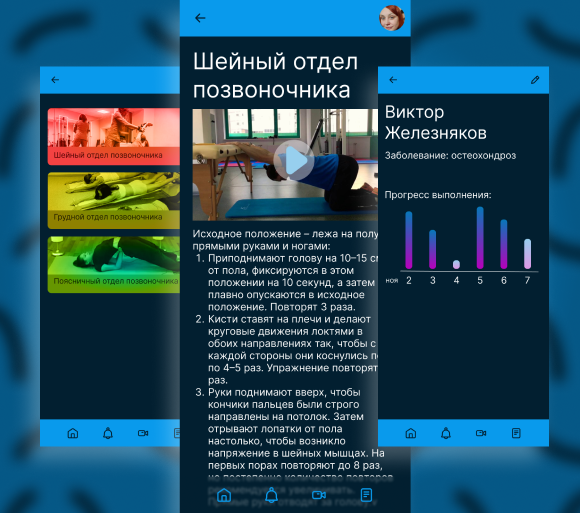 Шейный отдел позвоночника
Грудной отдел позвоночника
Поясничный отдел позвоночника
Шейный отдел
позвоночника
Исходное положение – лежа на полу
прямыми руками и ногами:
1. Приподнимают голову на 10–15 см
от пола, фиксируются в этом
положении на 10 секунд, а затем
плавно опускаются в исходное
положение. Повторят 3 раза.
2. Кисти ставят на плечи и делают
круговые движения локтями в
обоих направлениях так, чтобы с
каждой стороны они коснулись
по 4–5 раз. Упражнение повторят
раз.
3. Руки поднимают вверх, чтобы
кончики пальцев были строго
направлены на потолок. Затем
отрывают лопатки от пола
настолько, чтобы возникло
напряжение в шейных мышцах. На
первых порах повторяют до 8 раз,
но постепенно количество повторов
Виктор
Железняков
Заболевание: остеохондроз
Прогресс выполнения:
ноя 2 3 4 5 6 7